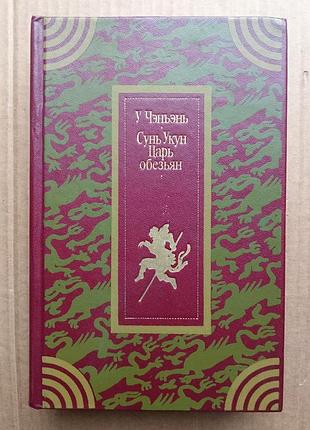 У Чэнъэнь
Сунь Укун
Царь
обезьян